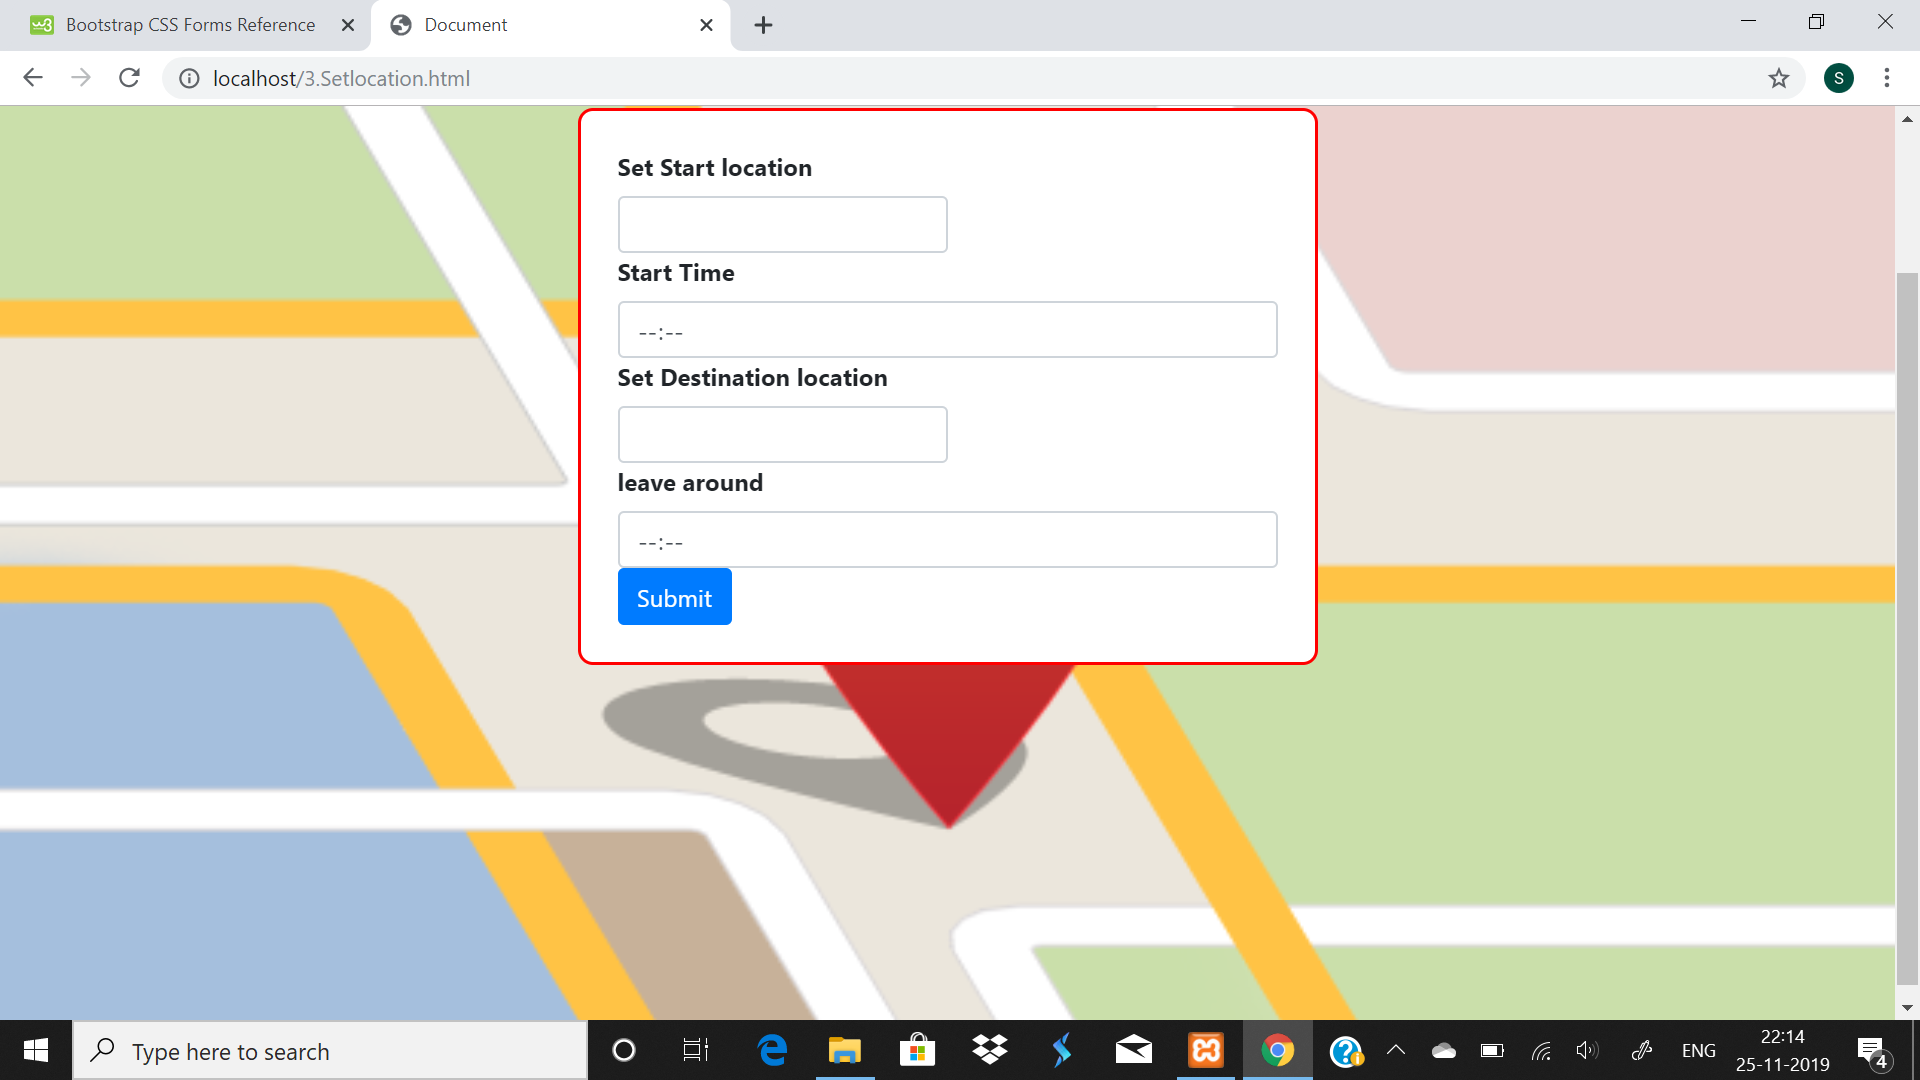 Bootstrap CSS Forms Reference
Document
localhost/3.Setlocation.html
S
Set Start location
Start Time
--:--
Set Destination location
leave around
--:--
Submit
Type here to search
ENG
22:14
25-11-2019
4